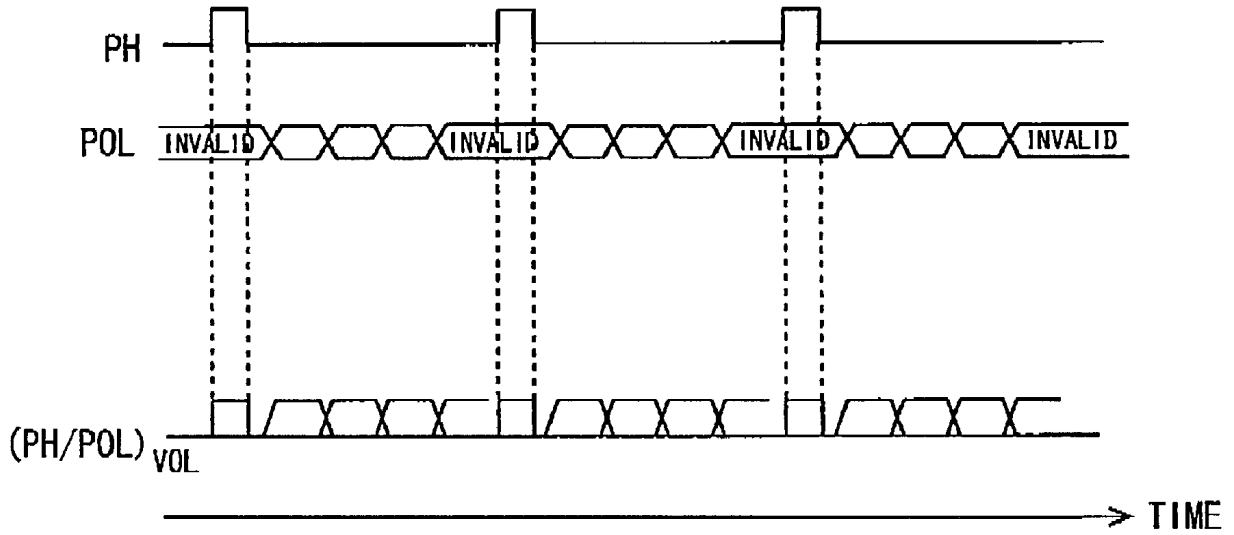 PH
POL INVALID INVALID INVALID INVALID
(PH/POL) VOL
TIME